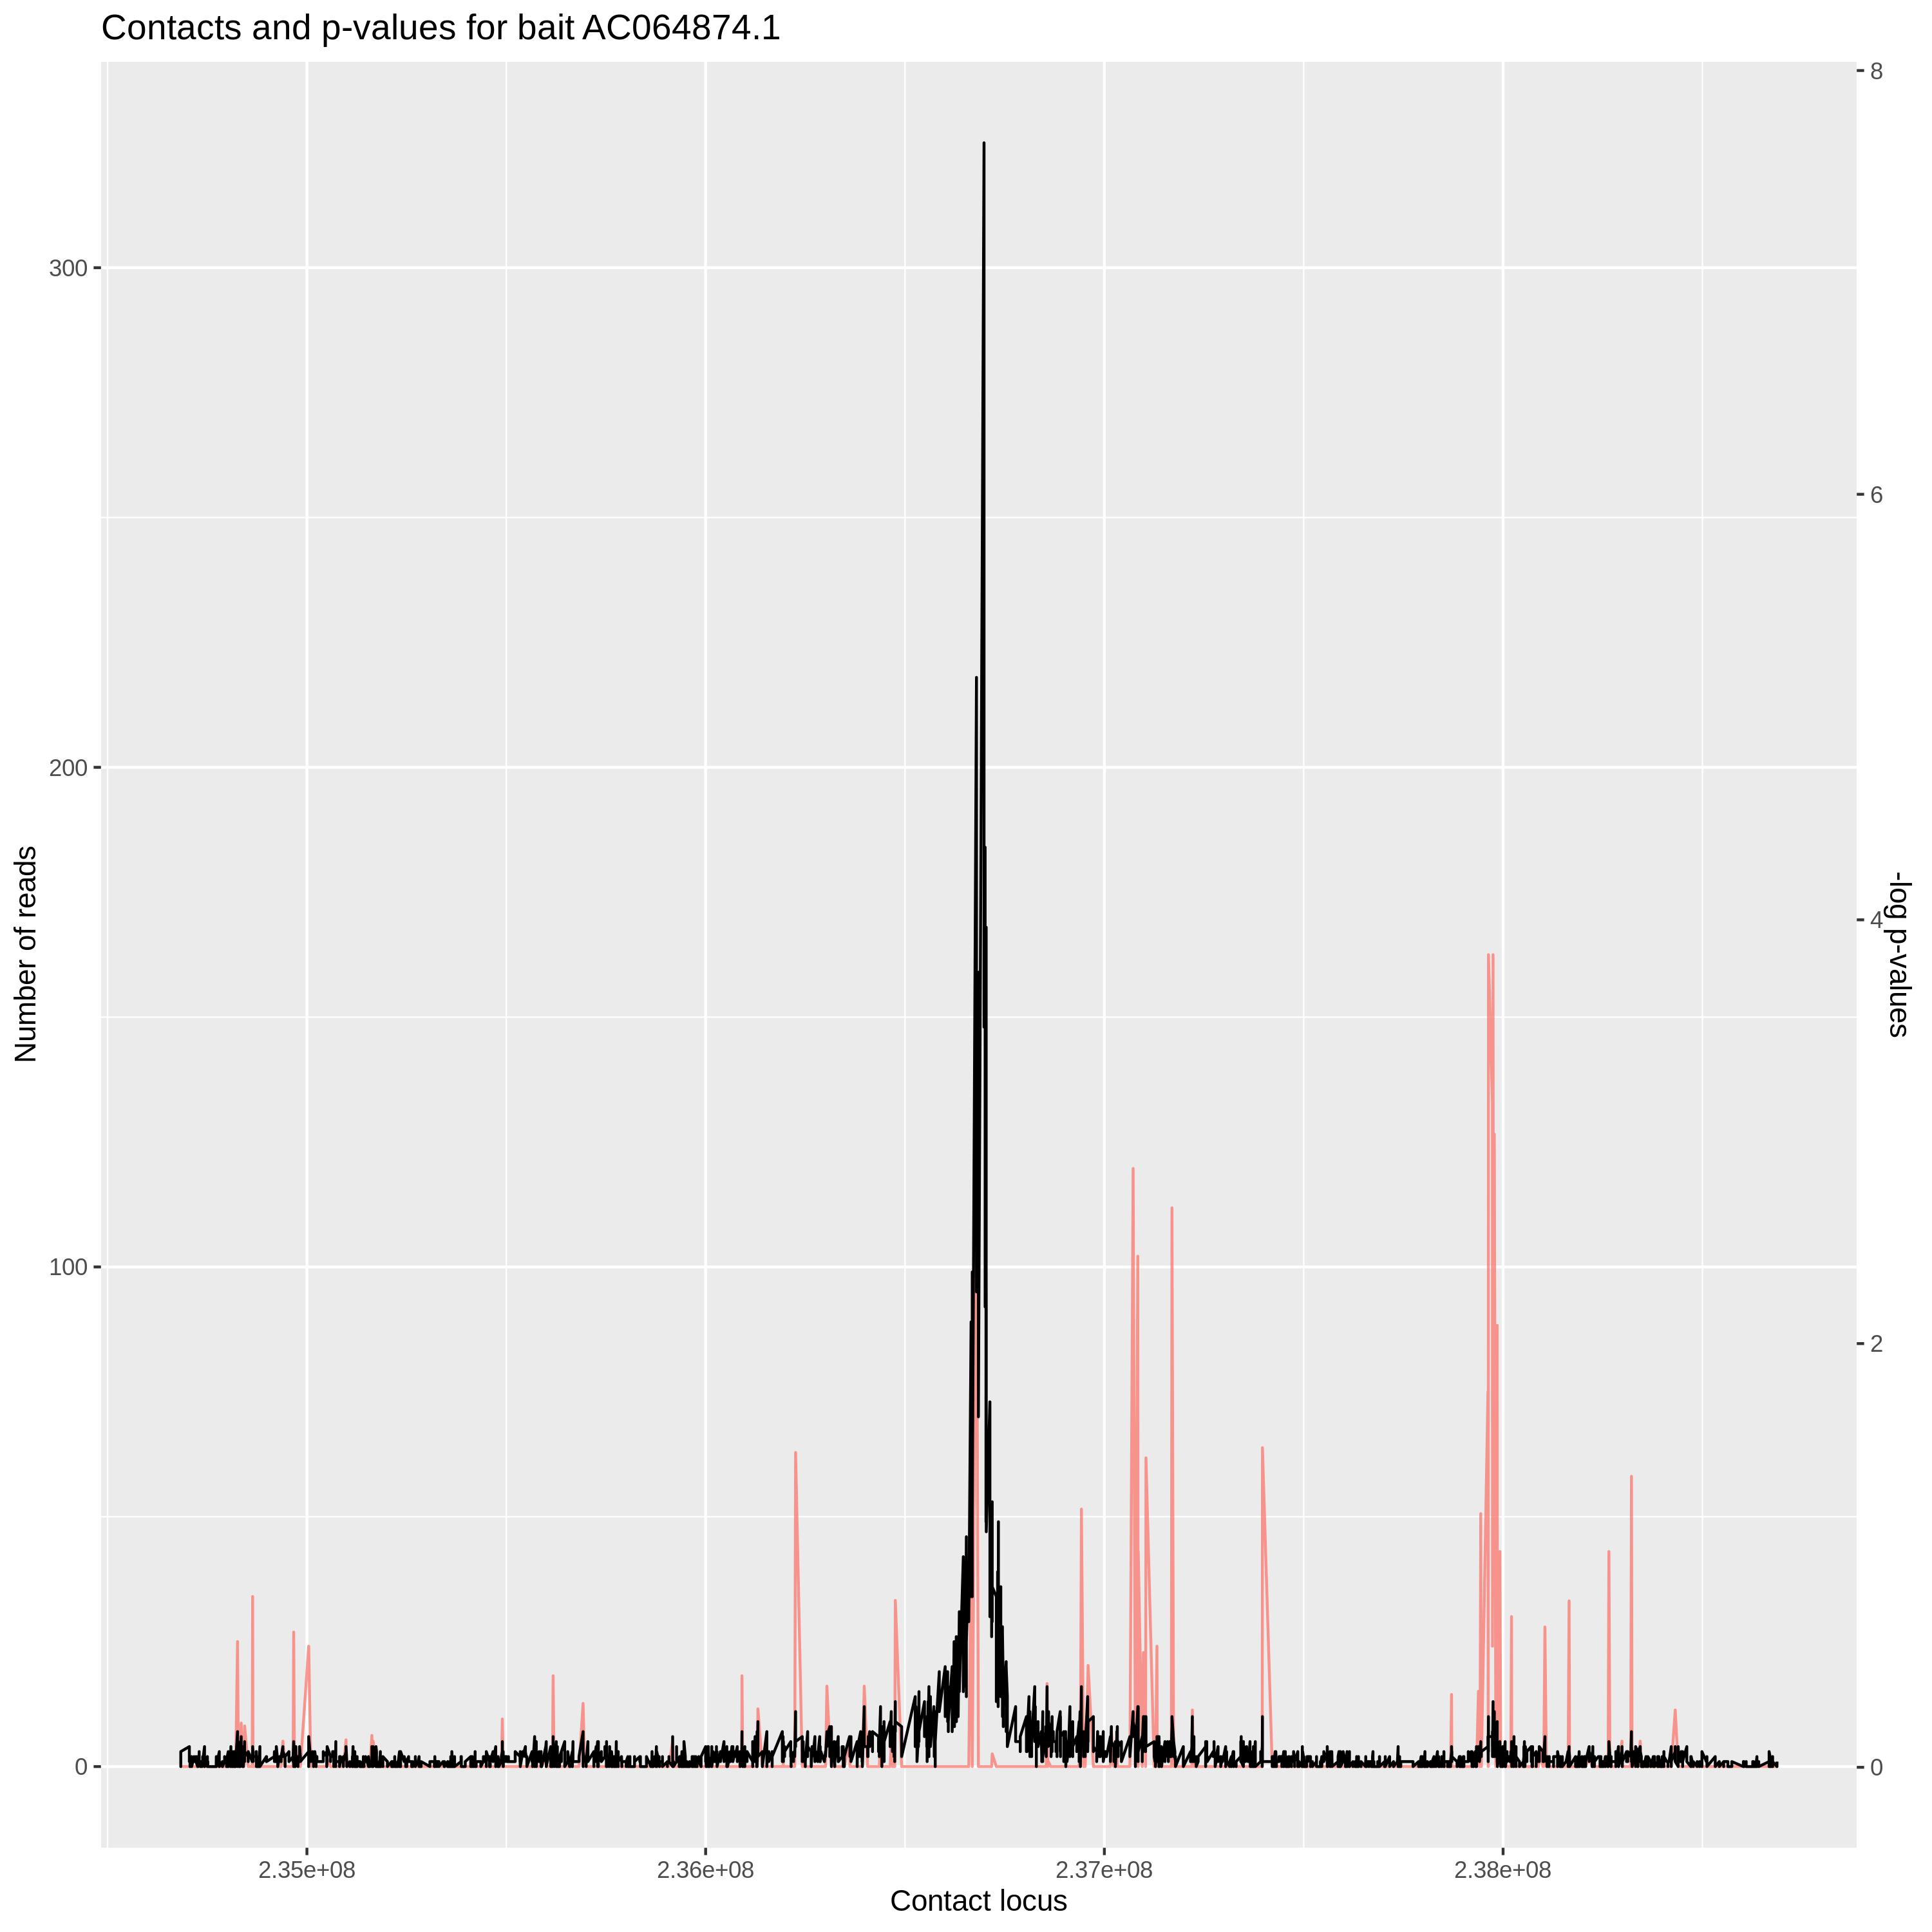 Contacts and p-values for bait AC064874.1
300
200
100
0
Number of reads
8
6
4
2
0
-log p-values
2.35e+08
2.36e+08
2.37e+08
2.38e+08
Contact locus